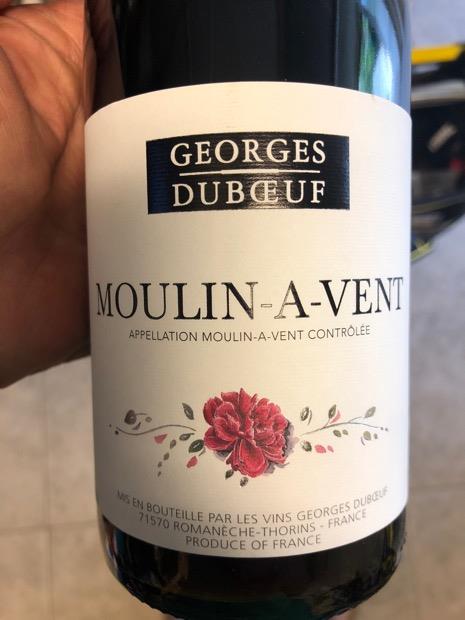 GEORGES
DUBŒUF
MOULIN-A-VENT
APPELLATION MOULIN-A-VENT CONTRÔLÉE
MIS EN BOUTEILLE PAR LES VINS GEORGES DUBŒUF
71570 ROMANÈCHE-THORINS - FRANCE
PRODUCE OF FRANCE